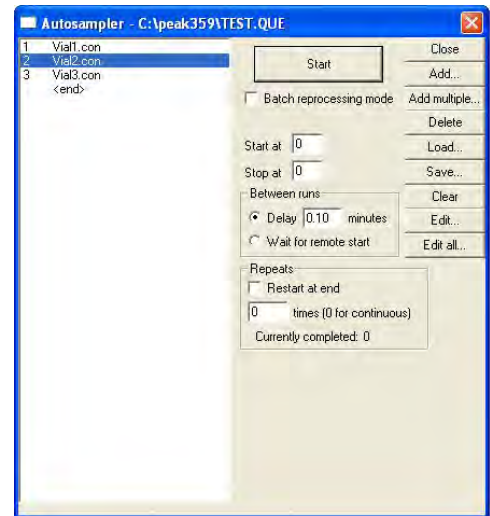 Autosampler - C:\peak359\TEST.QUE
1 Vial1.con
2 Vial2.con
3 Vial3.con
<end>
Start
Batch reprocessing mode
Start at 0
Stop at 0
Between runs
Delay 0.10 minutes
Wait for remote start
Repeats
Restart at end
0 times (0 for continuous)
Currently completed: 0
Close
Add...
Add multiple...
Delete
Load...
Save...
Clear
Edit...
Edit all...